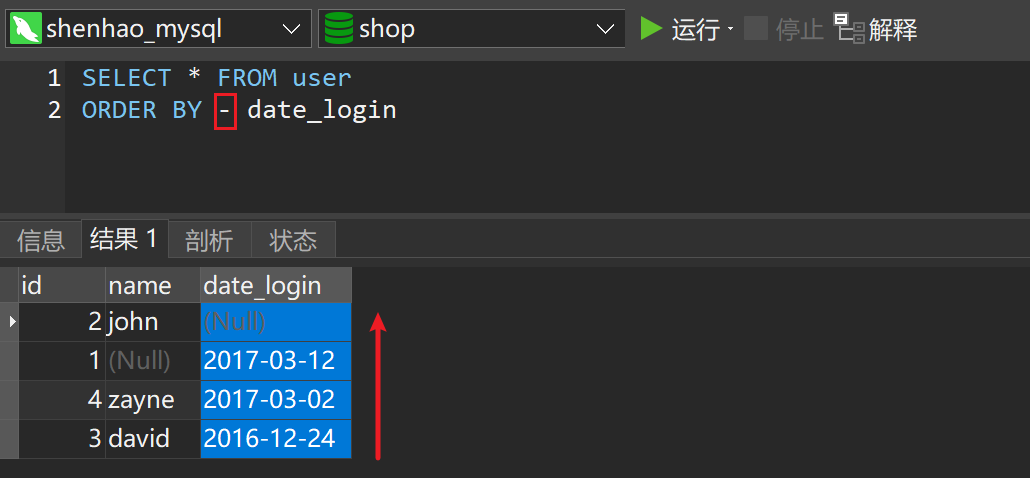 shenhao_mysql shop 运行 停止 解释
1 SELECT * FROM user
2 ORDER BY - date_login
信息 结果 1 剖析 状态
id name date_login
2 john (Null)
1 (Null) 2017-03-12
4 zayne 2017-03-02
3 david 2016-12-24